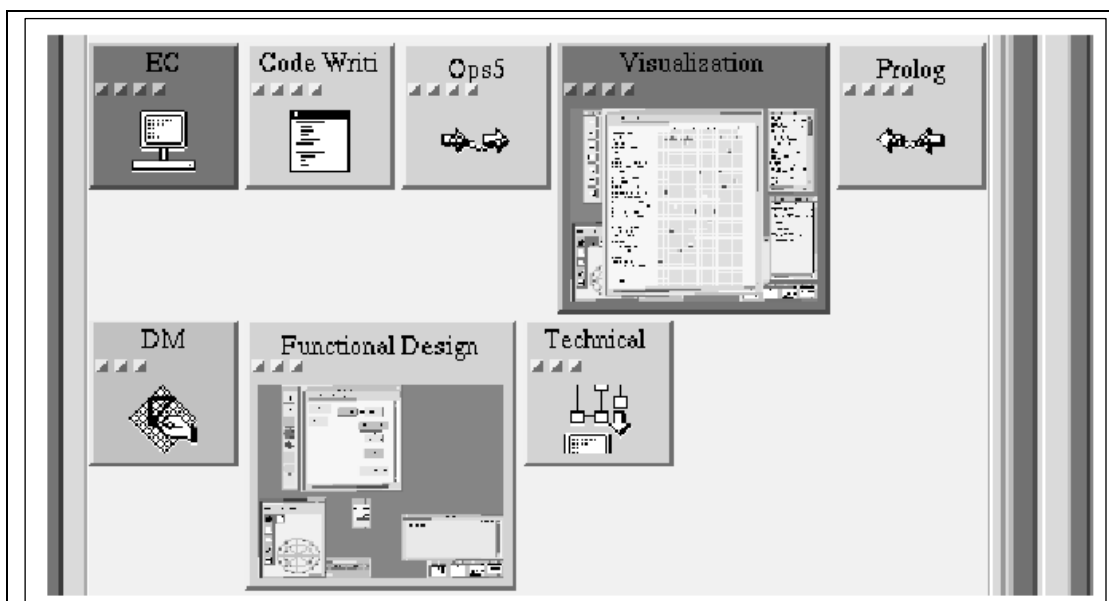 EC
Code Writi
Ops5
Visualization
Prolog
DM
Functional Design
Technical